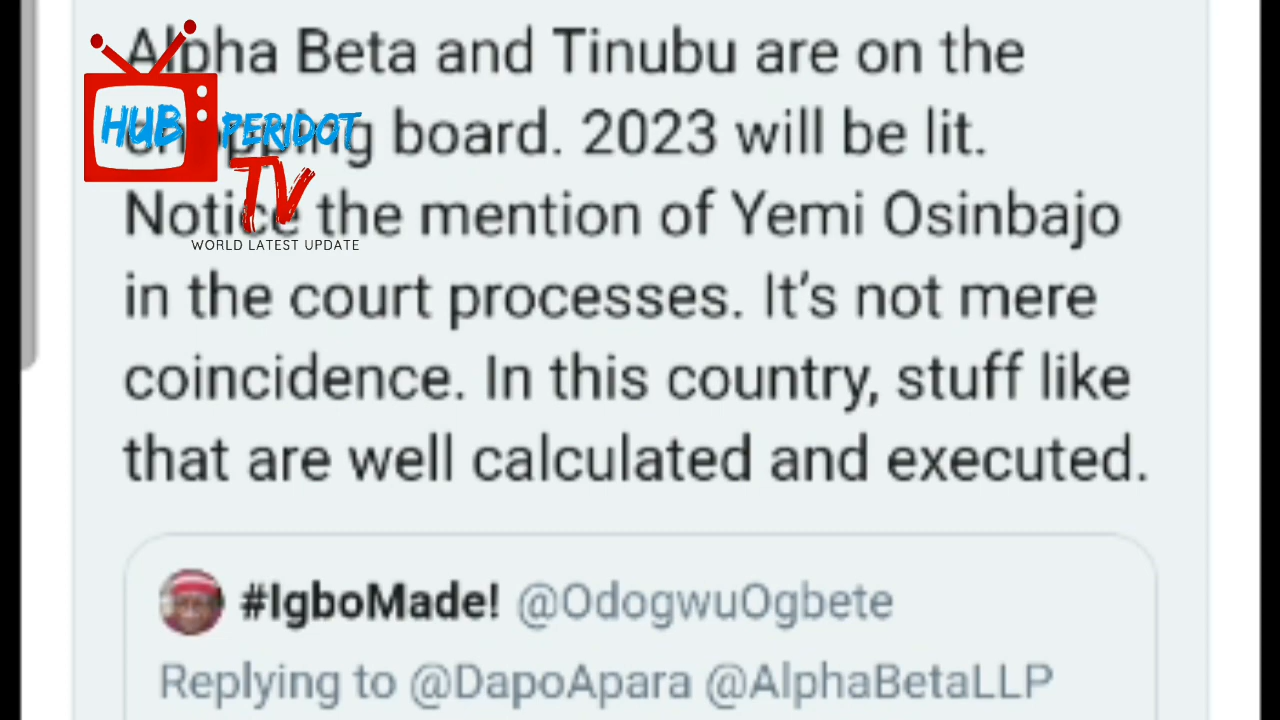 Alpha Beta and Tinubu are on the
chopping board. 2023 will be lit.
Notice the mention of Yemi Osinbajo
in the court processes. It's not mere
coincidence. In this country, stuff like
that are well calculated and executed.
HUB
PERIDOT
TV
WORLD LATEST UPDATE
#IgboMade! @OdogwuOgbete
Replying to @DapoApara @AlphaBetaLLP